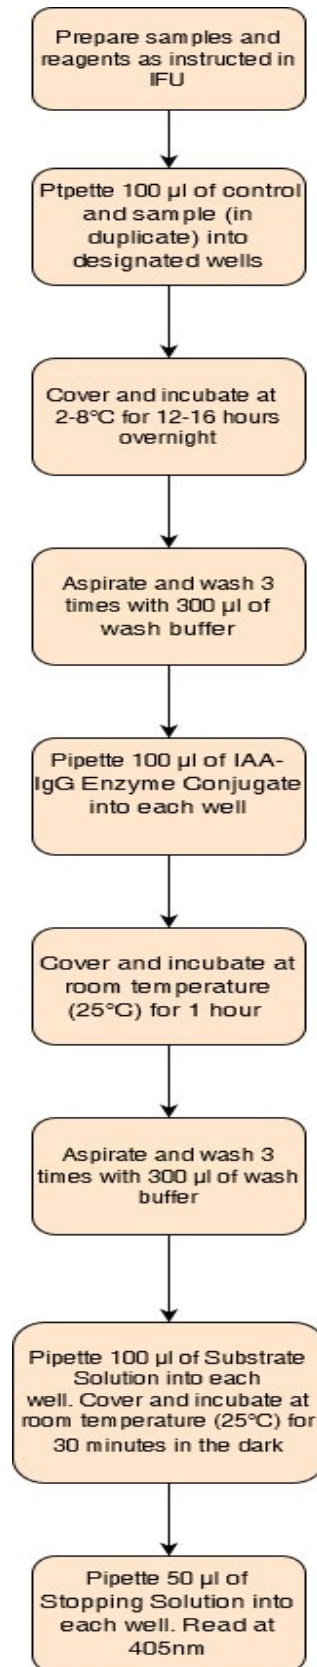 Prepare samples and
reagents as instructed in
IFU
Ptpette 100 µl of control
and sample (in
duplicate) into
designated wells
Cover and incubate at
2-8°C for 12-16 hours
overnight
Aspirate and wash 3
times with 300 µl of
wash buffer
Pipette 100 µl of IAA-
IgG Enzyme Conjugate
into each well
Cover and incubate at
room temperature
(25°C) for 1 hour
Aspirate and wash 3
times with 300 µl of wash
buffer
Pipette 100 µl of Substrate
Solution into each
well. Cover and incubate at
room temperature (25°C) for
30 minutes in the dark
Pipette 50 µl of
Stopping Solution into
each well. Read at
405nm